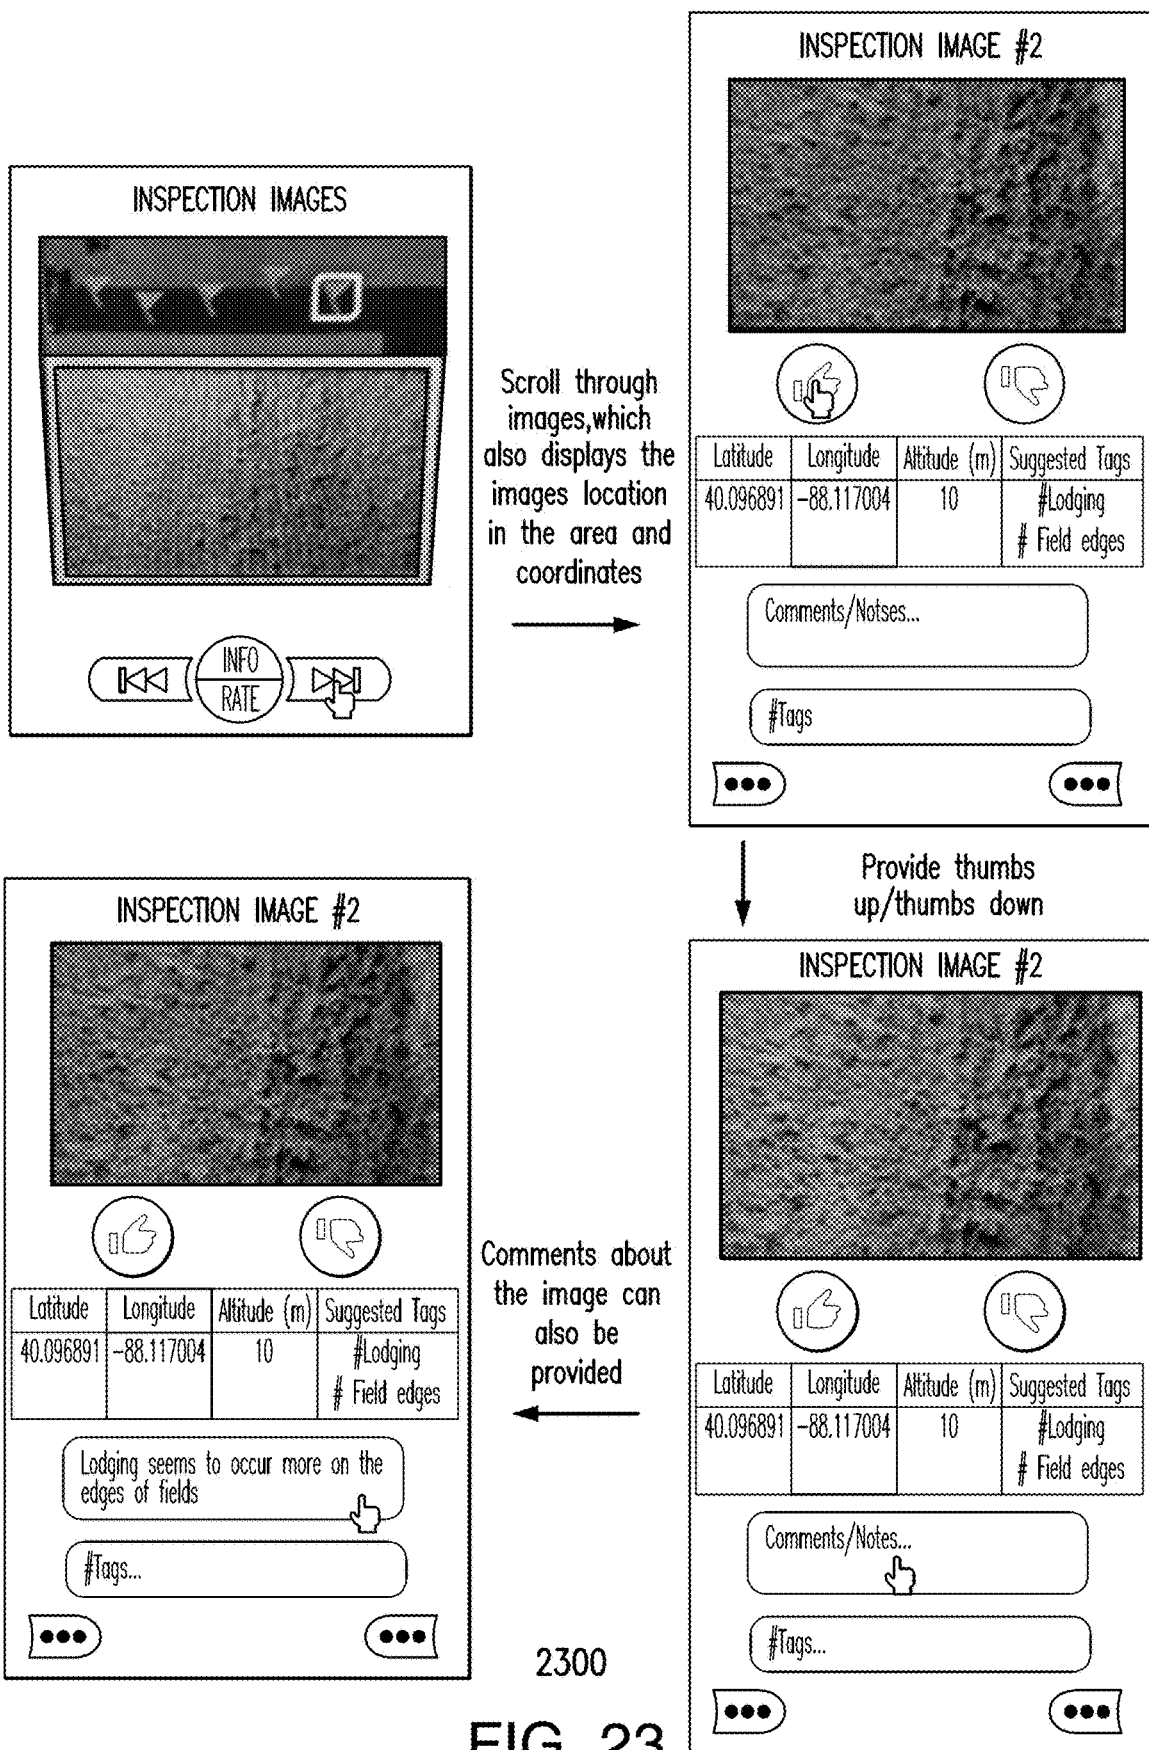 INSPECTION IMAGES
INFO
RATE
Scroll through
images,which
also displays the
images location
in the area and
coordinates
INSPECTION IMAGE #2
Latitude Longitude Altitude (m) Suggested Tags
40.096891 -88.117004 10 #Lodging
# Field edges
Comments/Notses...
#Tags
Provide thumbs
up/thumbs down
INSPECTION IMAGE #2
Latitude Longitude Altitude (m) Suggested Tags
40.096891 -88.117004 10 #Lodging
# Field edges
Comments/Notes...
#Tags...
Comments about
the image can
also be
provided
INSPECTION IMAGE #2
Latitude Longitude Altitude (m) Suggested Tags
40.096891 -88.117004 10 #Lodging
# Field edges
Lodging seems to occur more on the
edges of fields
#Tags...
2300
FIG. 23